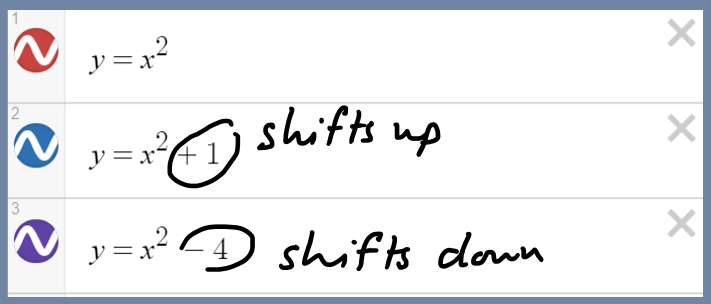 1
y = x²
2
y = x² + 1 shifts up
3
y = x² − 4 shifts down